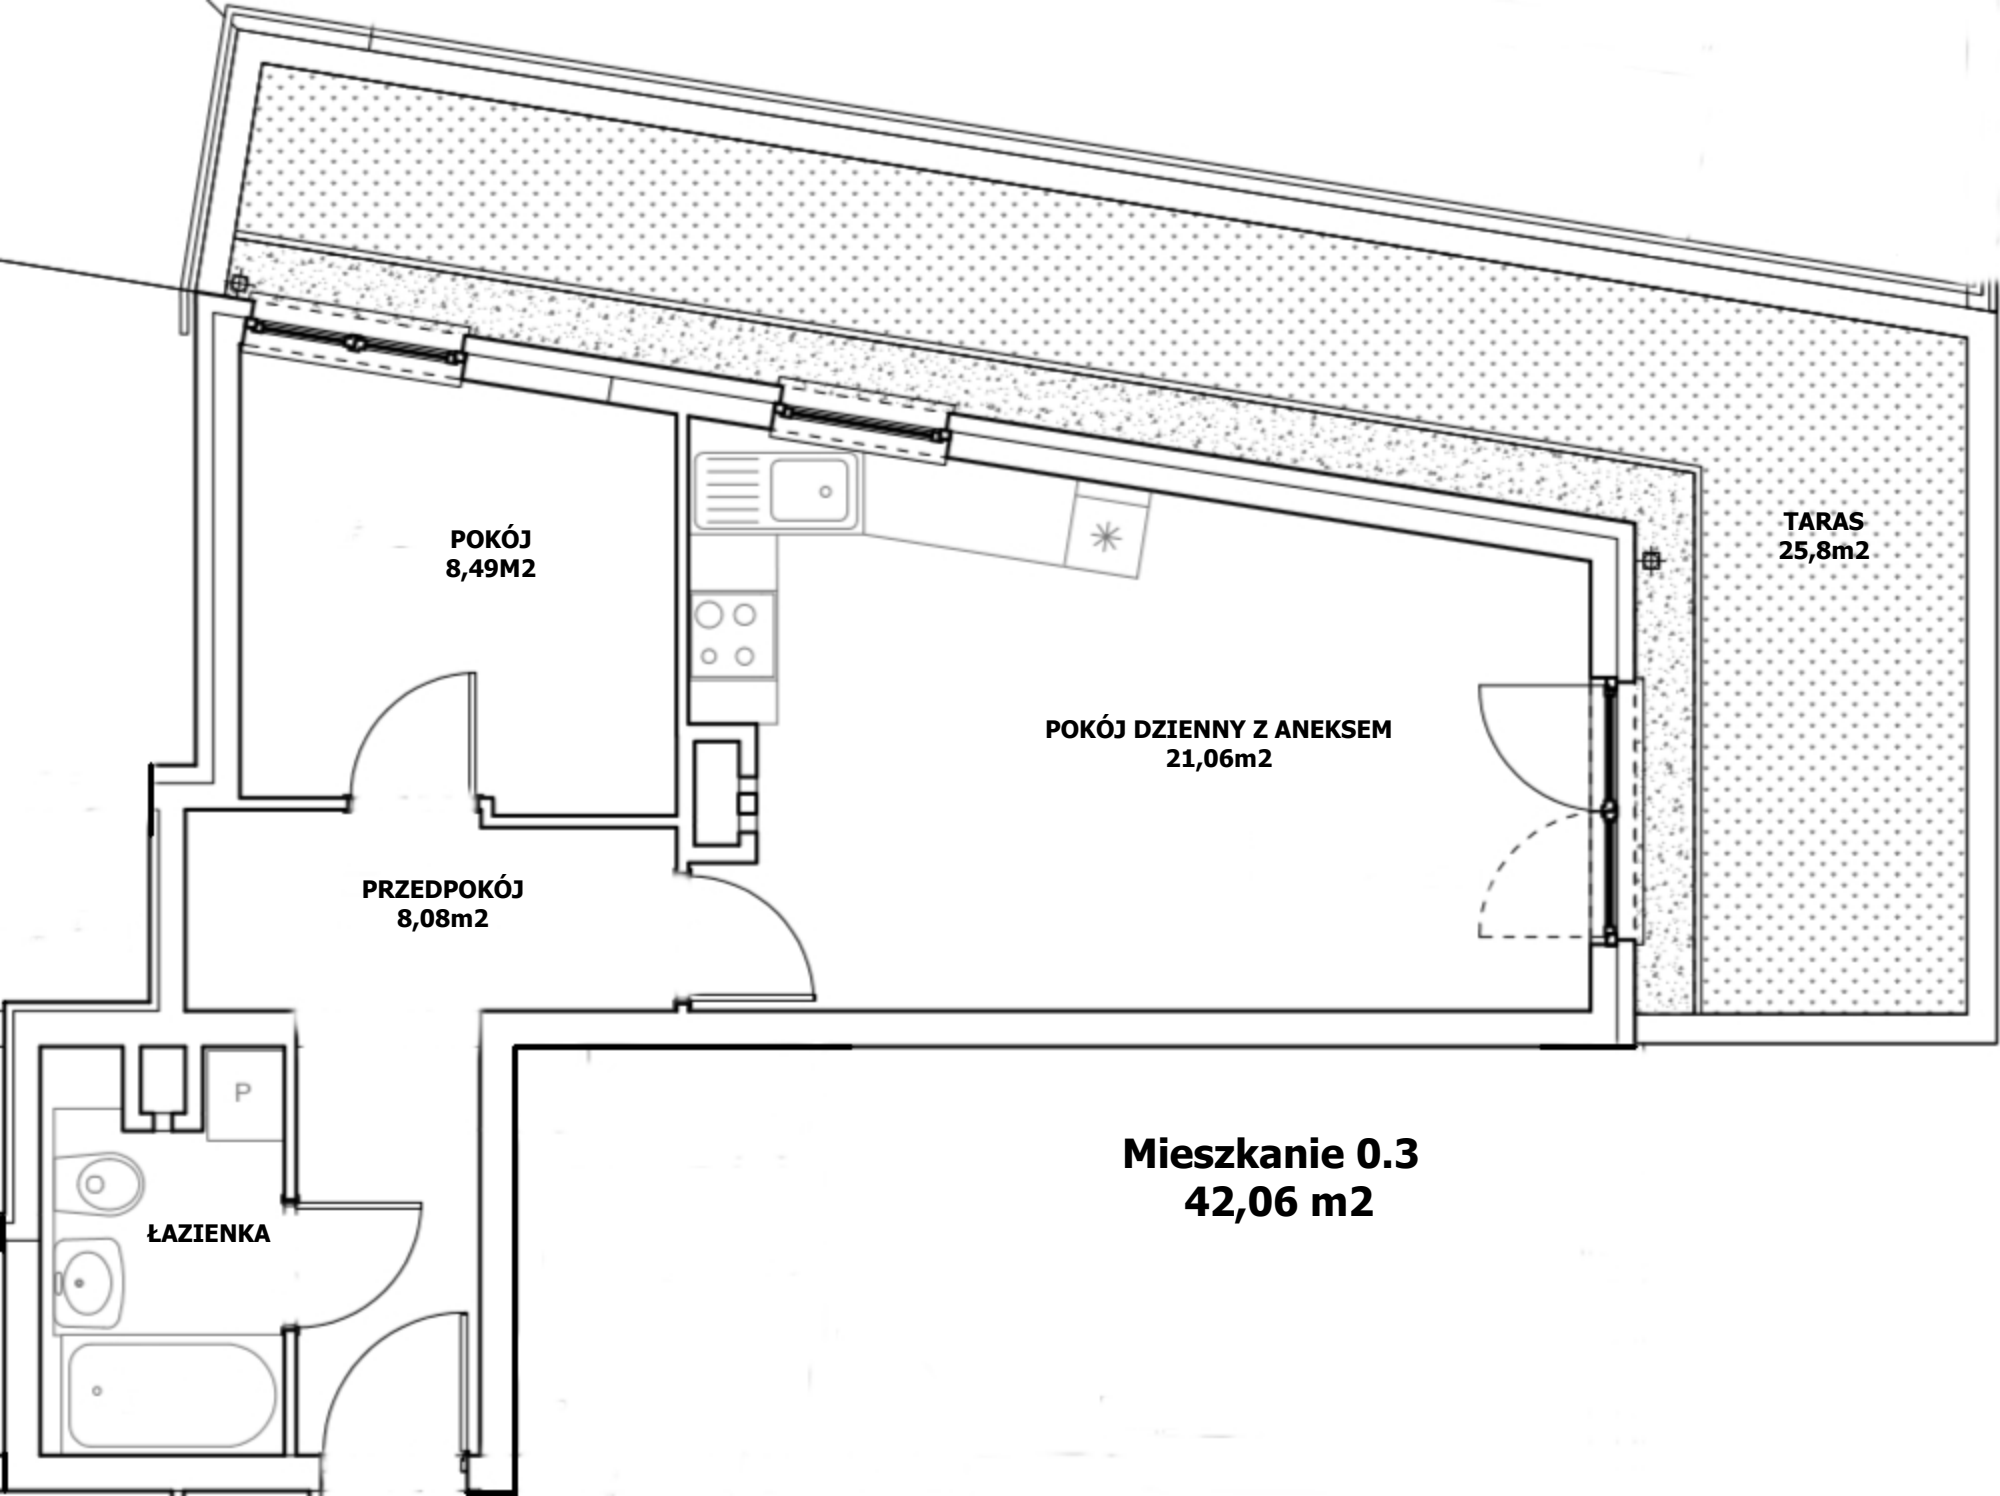 POKÓJ
8,49M2
TARAS
25,8m2
POKÓJ DZIENNY Z ANEKSEM
21,06m2
PRZEDPOKÓJ
8,08m2
P
ŁAZIENKA
Mieszkanie 0.3
42,06 m2